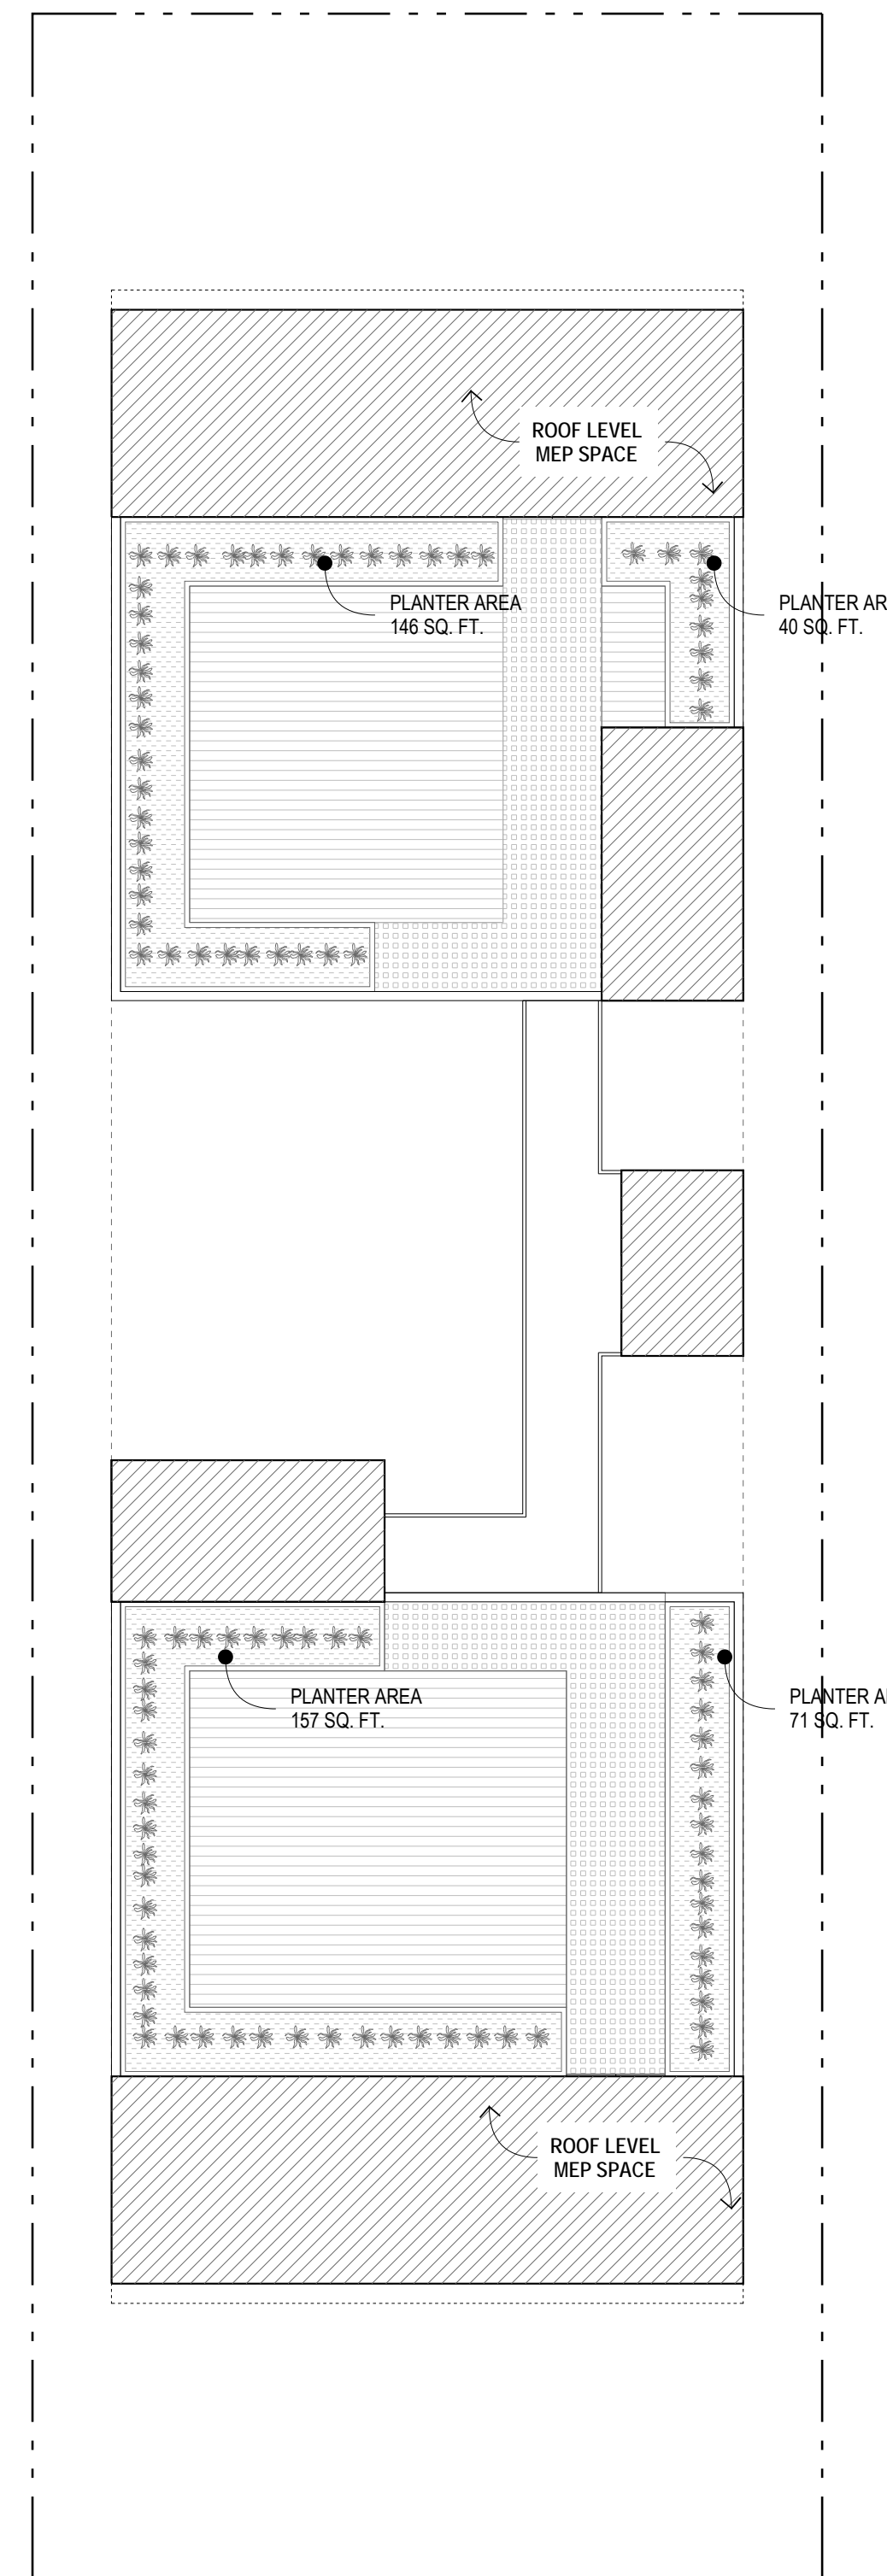 ROOF LEVEL
MEP SPACE
PLANTER AREA
146 SQ. FT.
PLANTER AR
40 SQ. FT.
PLANTER AREA
157 SQ. FT.
PLANTER A
71 SQ. FT.
ROOF LEVEL
MEP SPACE